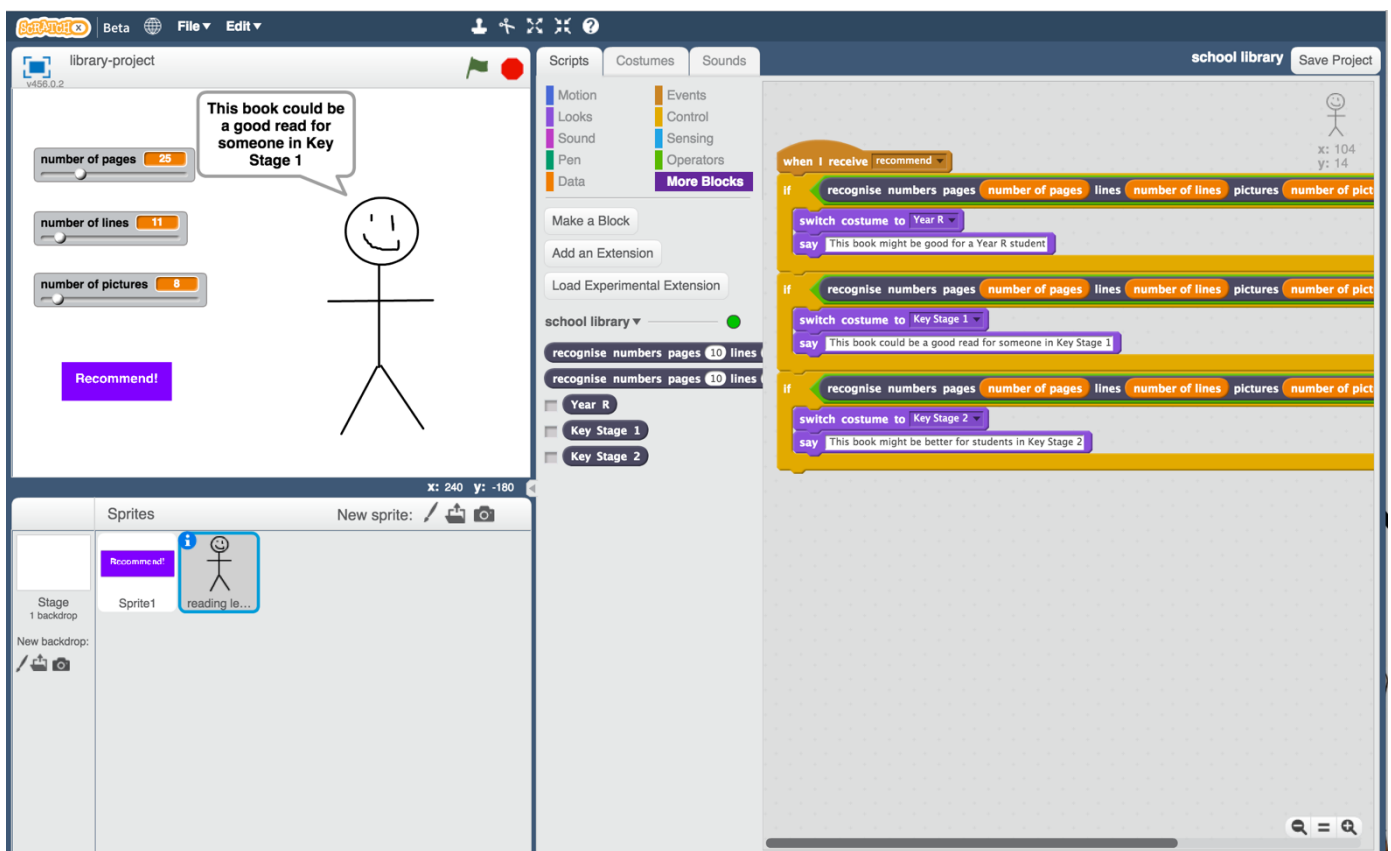 SCRATCHX Beta File▾ Edit▾
library-project
v456.0.2
This book could be
a good read for
someone in Key
Stage 1
number of pages 25
number of lines 11
number of pictures 8
Recommend!
x: 240 y: -180
Sprites New sprite:
Stage
1 backdrop
New backdrop:
Recommend!
Sprite1
reading le...
Scripts Costumes Sounds
school library Save Project
Motion Events
Looks Control
Sound Sensing
Pen Operators
Data More Blocks
Make a Block
Add an Extension
Load Experimental Extension
school library▾
recognise numbers pages 10 lines
recognise numbers pages 10 lines
Year R
Key Stage 1
Key Stage 2
x: 104
y: 14
when I receive recommend
if recognise numbers pages number of pages lines number of lines pictures number of pict
switch costume to Year R
say This book might be good for a Year R student
if recognise numbers pages number of pages lines number of lines pictures number of pict
switch costume to Key Stage 1
say This book could be a good read for someone in Key Stage 1
if recognise numbers pages number of pages lines number of lines pictures number of pict
switch costume to Key Stage 2
say This book might be better for students in Key Stage 2